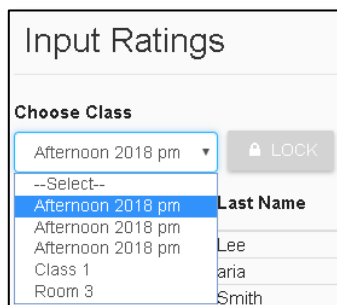 Input Ratings
Choose Class
Afternoon 2018 pm
LOCK
--Select--
Afternoon 2018 pm
Last Name
Afternoon 2018 pm
Afternoon 2018 pm
Lee
Class 1
aria
Room 3
Smith